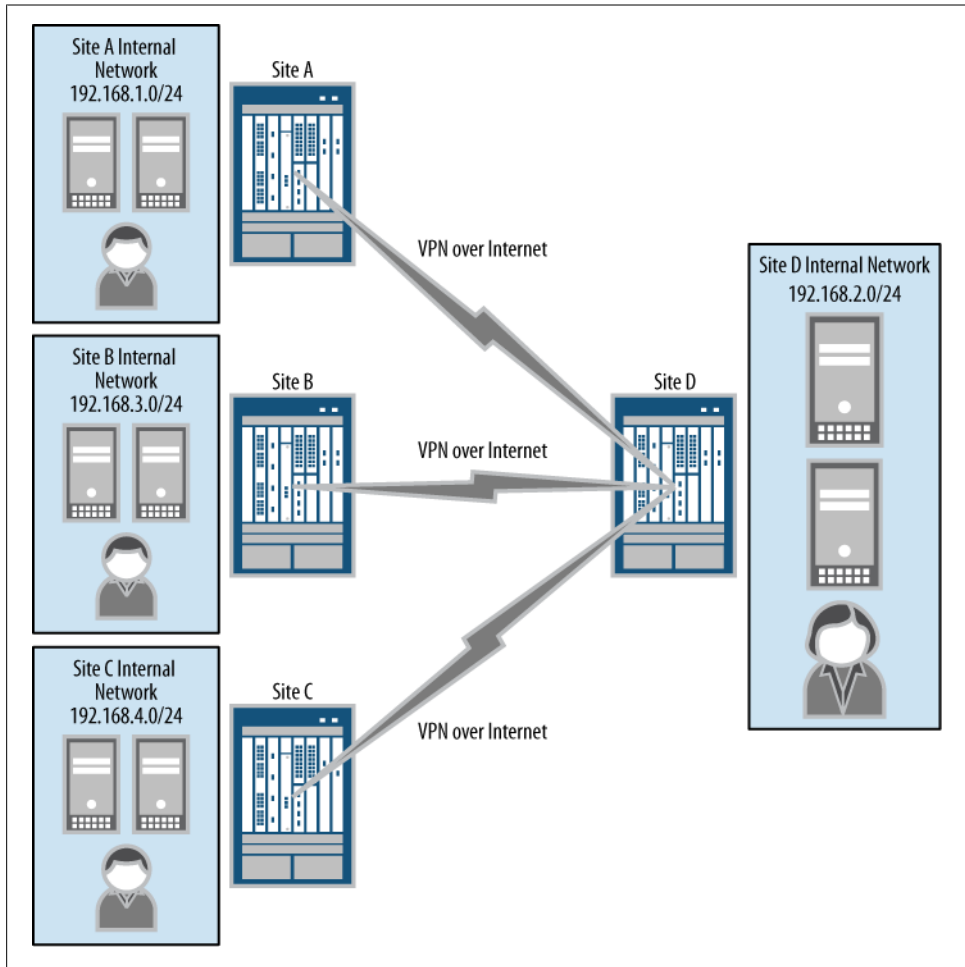 Site A Internal
Network
192.168.1.0/24
Site A
VPN over Internet
Site B Internal
Network
192.168.3.0/24
Site B
VPN over Internet
Site C Internal
Network
192.168.4.0/24
Site C
VPN over Internet
Site D
Site D Internal Network
192.168.2.0/24